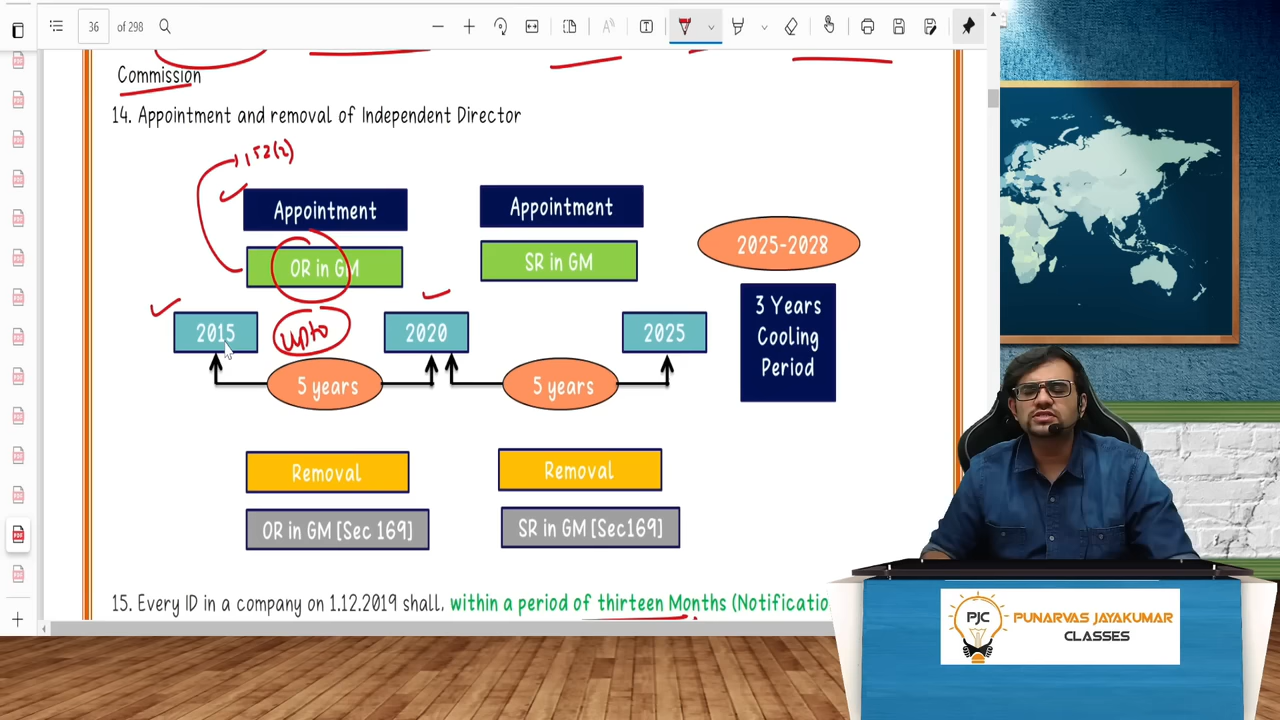 36 of 298
Commission
14. Appointment and removal of Independent Director
152(2)
Appointment
Appointment
OR in GM
SR in GM
2025-2028
3 Years
Cooling
Period
2015
upto
2020
2025
5 years
5 years
Removal
Removal
OR in GM [Sec 169]
SR in GM [Sec169]
15. Every ID in a company on 1.12.2019 shall, within a period of thirteen Months (Notificatio
PJC
PUNARVAS JAYAKUMAR
CLASSES